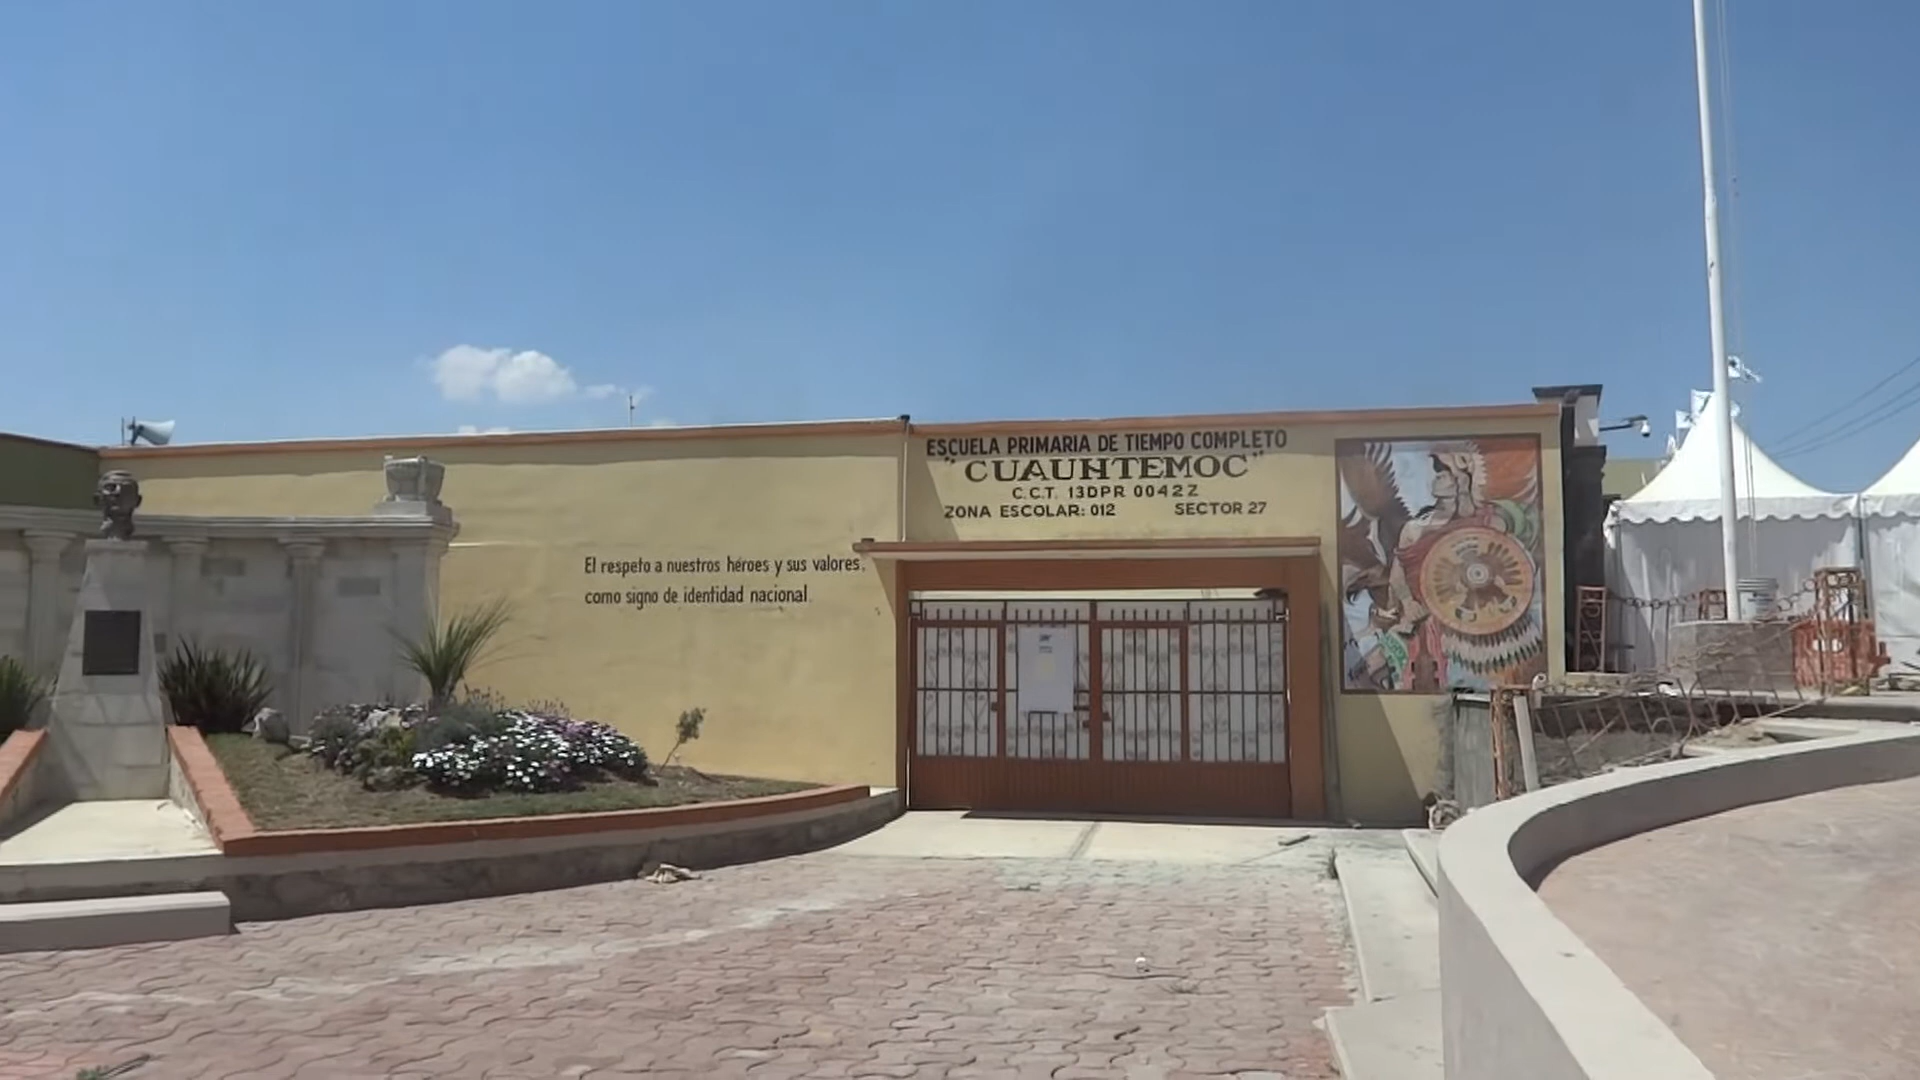 ESCUELA PRIMARIA DE TIEMPO COMPLETO
"CUAUHTEMOC"
C.C.T. 13DPR 0042Z
ZONA ESCOLAR: 012 SECTOR 27
El respeto a nuestros héroes y sus valores,
como signo de identidad nacional.